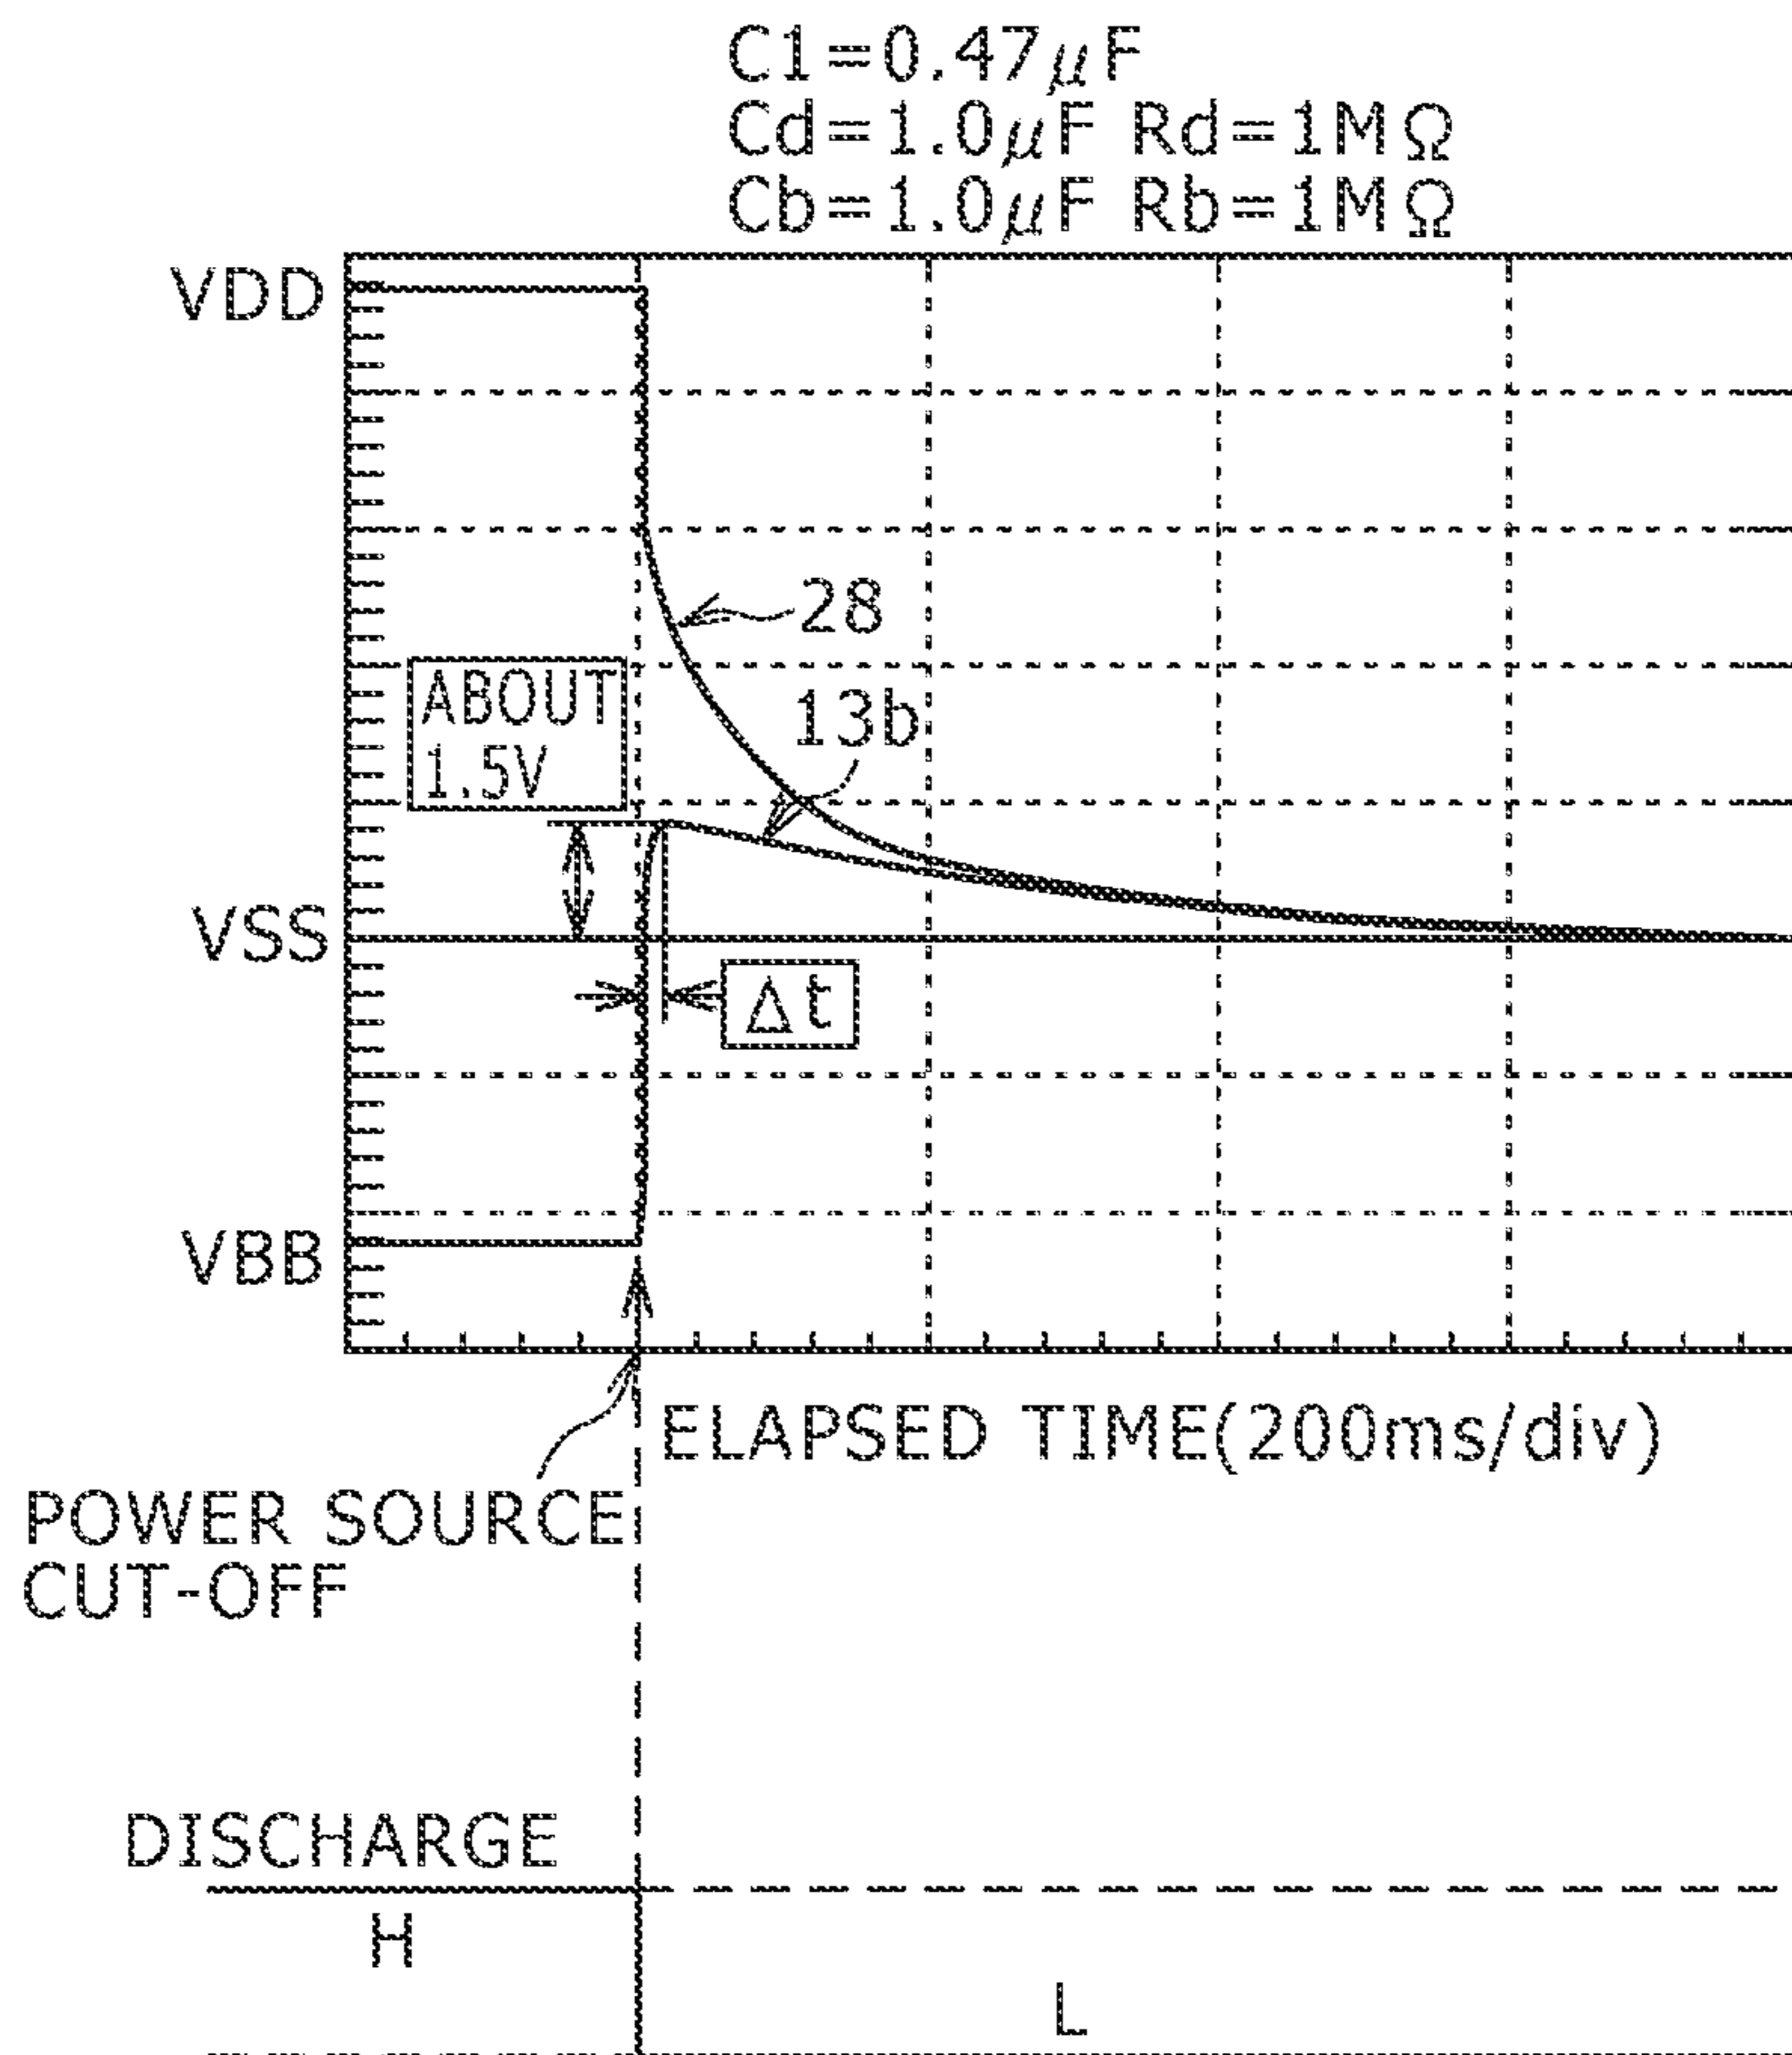 C1=0.47μF
Cd=1.0μF Rd=1MΩ
Cb=1.0μF Rb=1MΩ
VDD
28
ABOUT
1.5V
13b
VSS
Δt
VBB
ELAPSED TIME(200ms/div)
POWER SOURCE
CUT-OFF
DISCHARGE
H
L